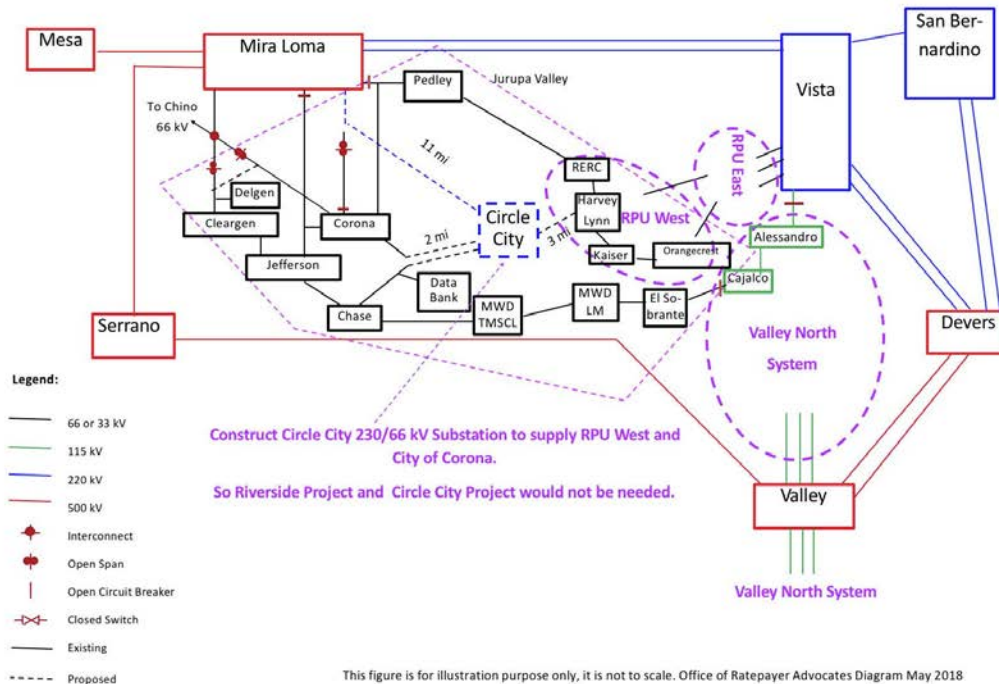 Mesa
Mira Loma
San Ber-
nardino
Vista
Pedley
Jurupa Valley
To Chino
66 kV
11 mi
RPU East
RERC
Harvey
Lynn
RPU West
Delgen
Cleargen
Corona
Circle
City
2 mi
3 mi
Kaiser
Orangecrest
Alessandro
Cajalco
Jefferson
Data
Bank
Chase
MWD
TMSCL
MWD
LM
El So-
brante
Serrano
Devers
Valley North
System
Legend:
66 or 33 kV
115 kV
220 kV
500 kV
Interconnect
Open Span
Open Circuit Breaker
Closed Switch
Existing
Proposed
Construct Circle City 230/66 kV Substation to supply RPU West and
City of Corona.
So Riverside Project and Circle City Project would not be needed.
Valley
Valley North System
This figure is for illustration purpose only, it is not to scale. Office of Ratepayer Advocates Diagram May 2018